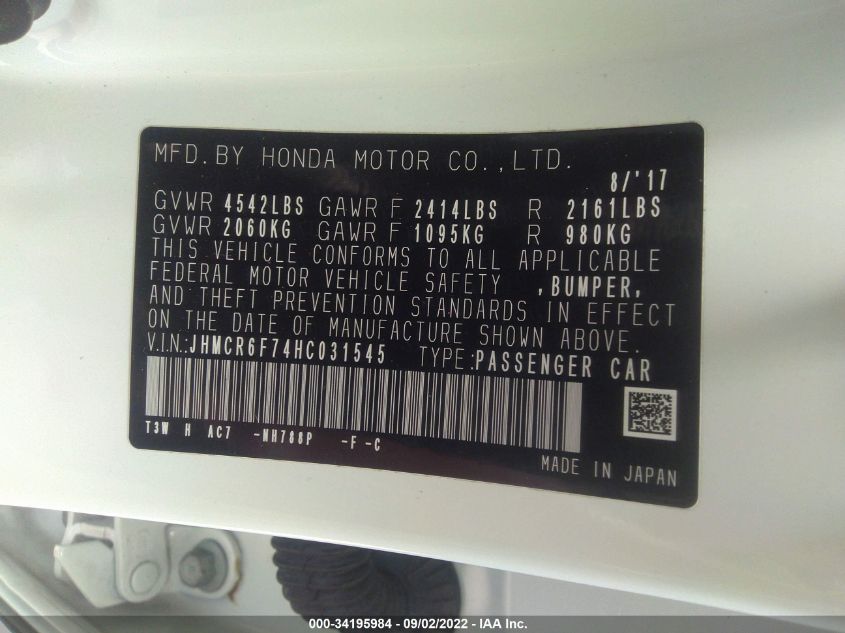 MFD. BY HONDA MOTOR CO., LTD.
8/'17
GVWR 4542LBS GAWR F 2414LBS R 2161LBS
GVWR 2060KG GAWR F 1095KG R 980KG
THIS VEHICLE CONFORMS TO ALL APPLICABLE
FEDERAL MOTOR VEHICLE SAFETY ,BUMPER,
AND THEFT PREVENTION STANDARDS IN EFFECT
ON THE DATE OF MANUFACTURE SHOWN ABOVE.
V.I.N.:JHMCR6F74HC031545 TYPE:PASSENGER CAR
T3W H AC7 -NH788P -F -C
MADE IN JAPAN
000-34195984 - 09/02/2022 - IAA Inc.